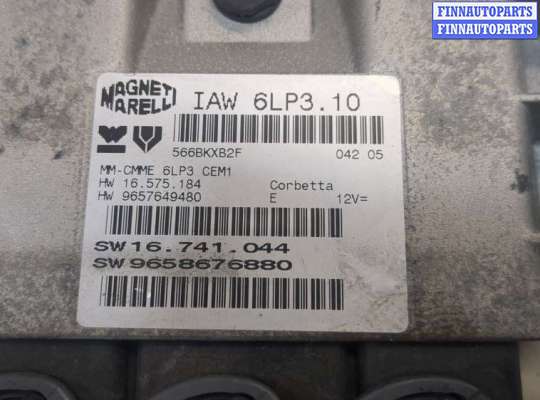 FINNAUTOPARTS
FINNAUTOPARTS
MAGNETI
MARELLI
IAW 6LP3.10
566BKXB2F
042 05
MM-CMME 6LP3 CEM1
HW 16.575.184
Corbetta
HW 9657649480
E
12V=
SW16.741.044
SW9658676880